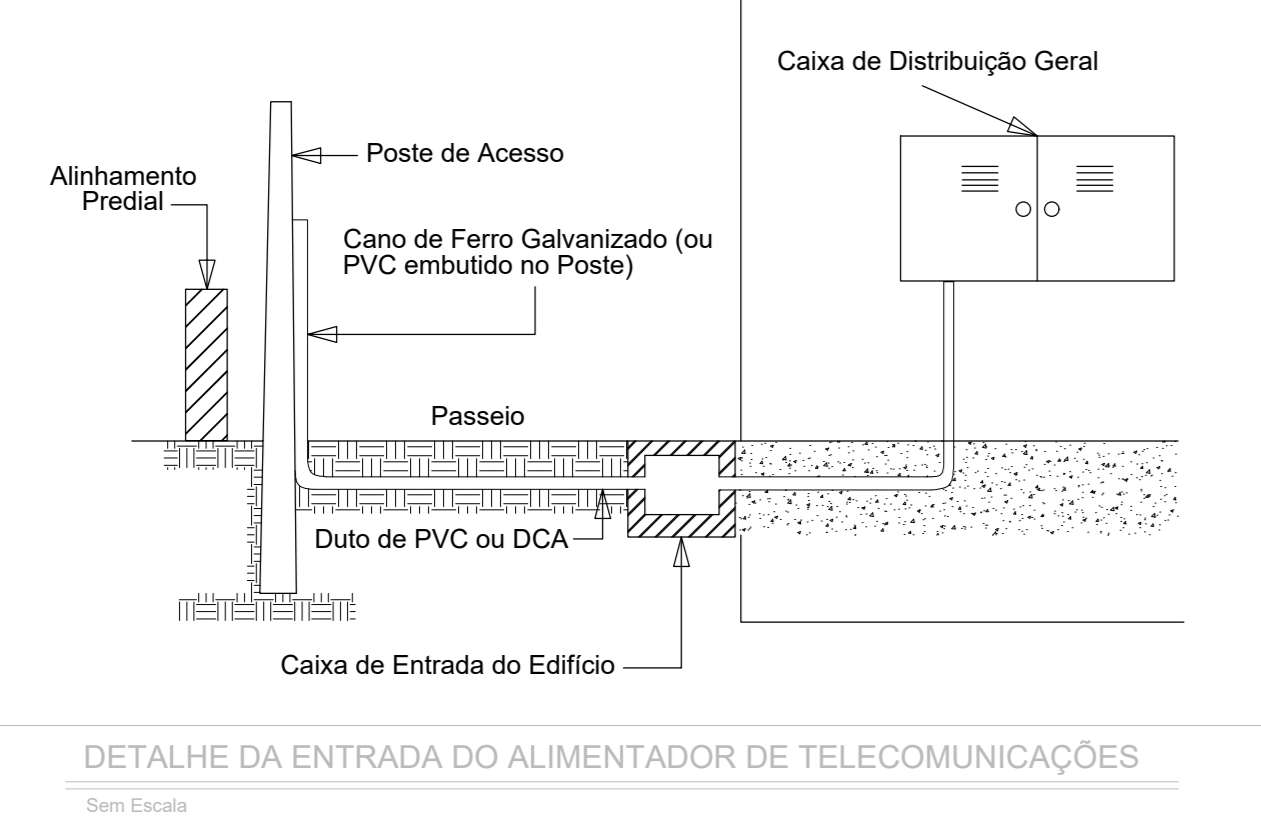 Caixa de Distribuição Geral
Poste de Acesso
Alinhamento
Predial
Cano de Ferro Galvanizado (ou
PVC embutido no Poste)
Passeio
Duto de PVC ou DCA
Caixa de Entrada do Edifício
DETALHE DA ENTRADA DO ALIMENTADOR DE TELECOMUNICAÇÕES
Sem Escala